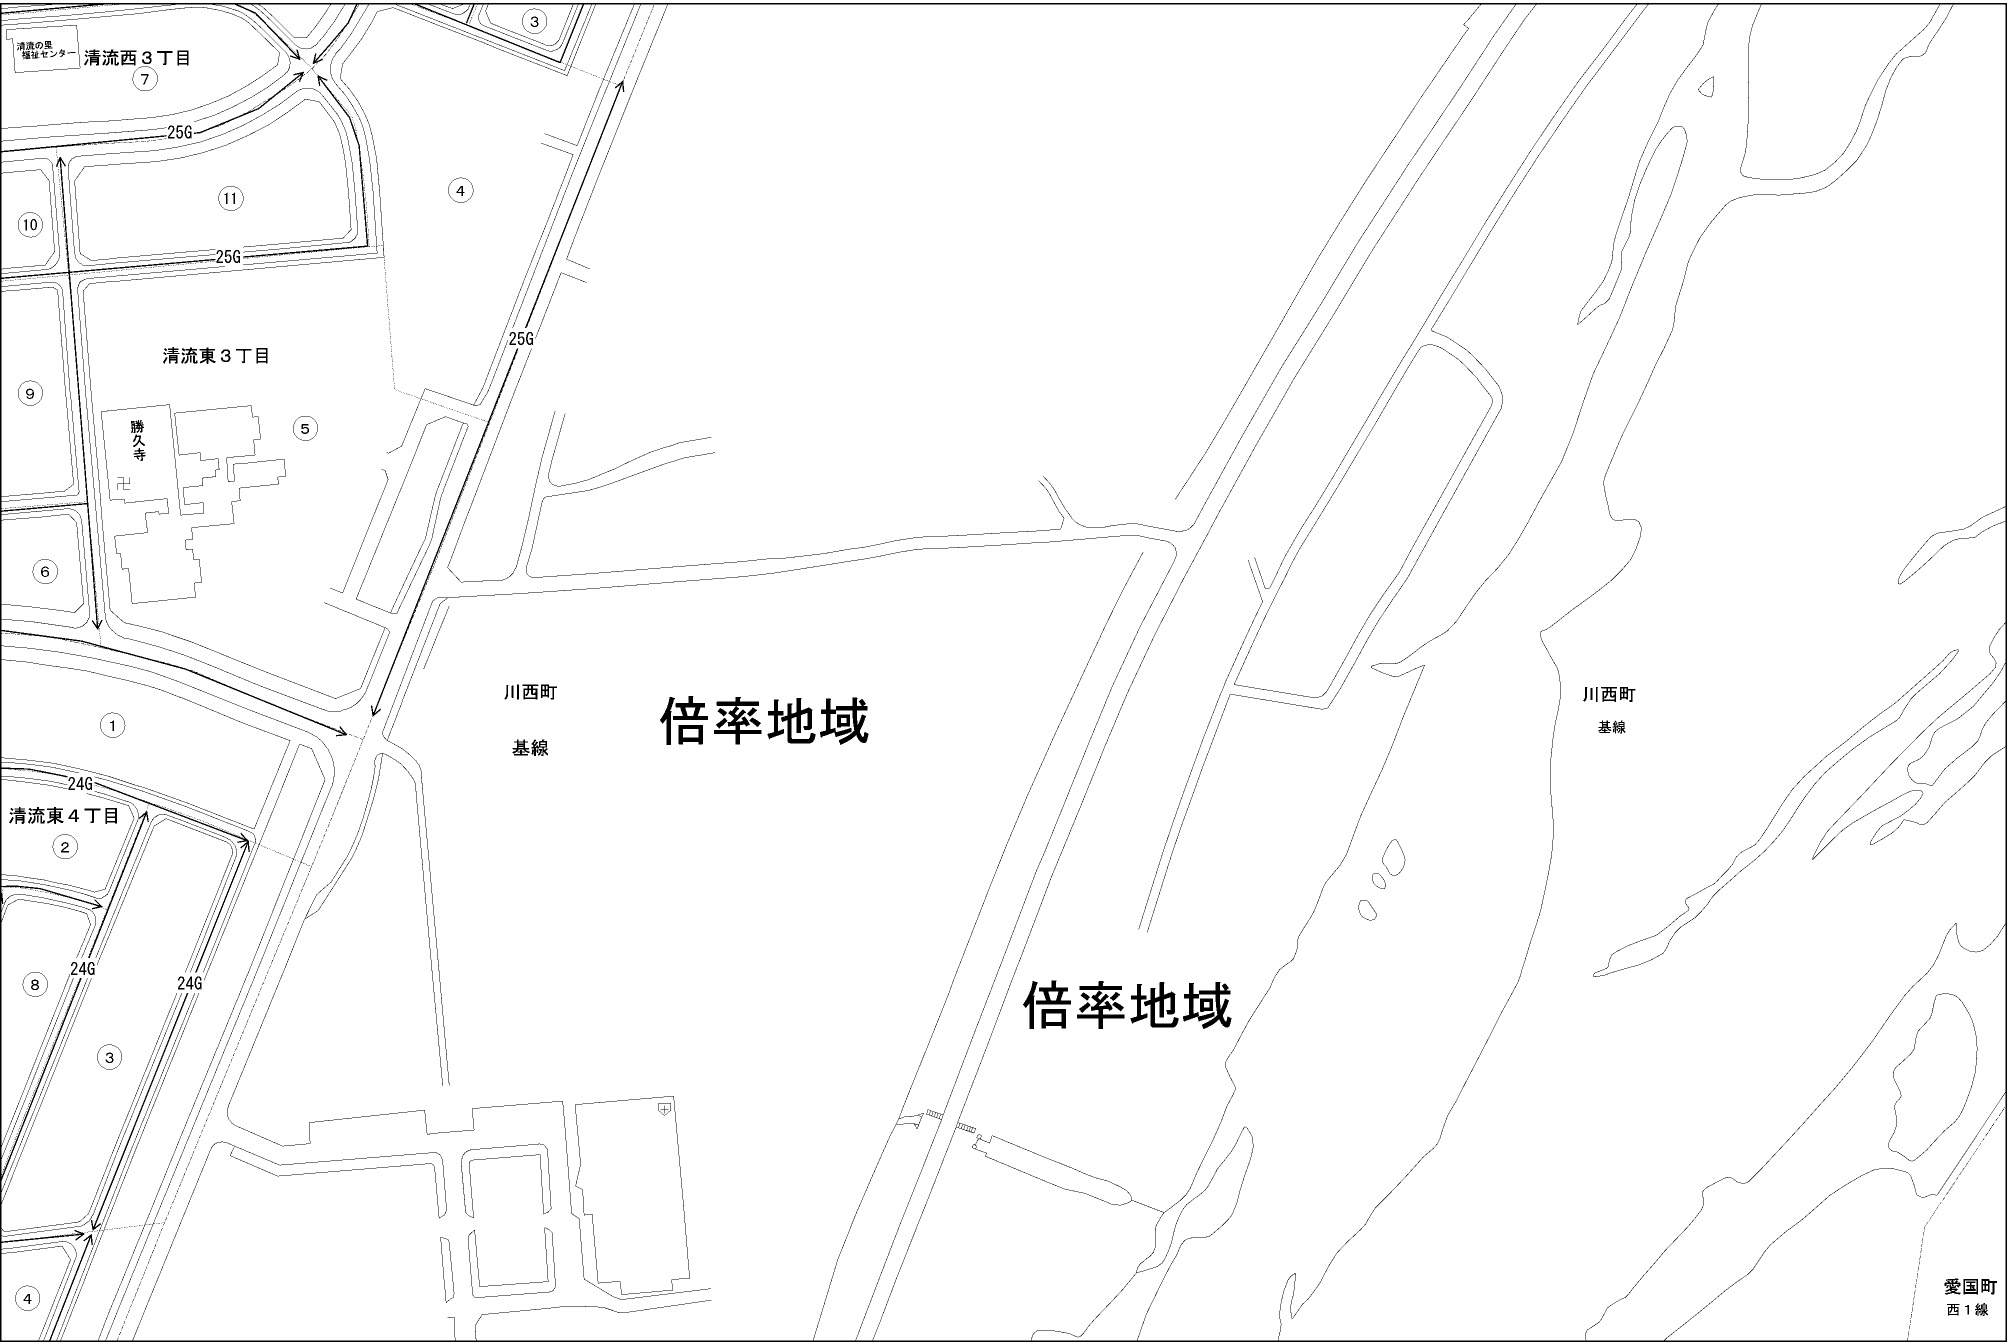 ③
清流の里
福祉センター
清流西３丁目
⑦
25G
④
⑪
⑩
25G
25G
清流東３丁目
⑨
勝久寺
卍
⑤
⑥
川西町
基線
倍率地域
川西町
基線
①
24G
清流東４丁目
②
24G
24G
⑧
倍率地域
③
愛国町
西１線
④